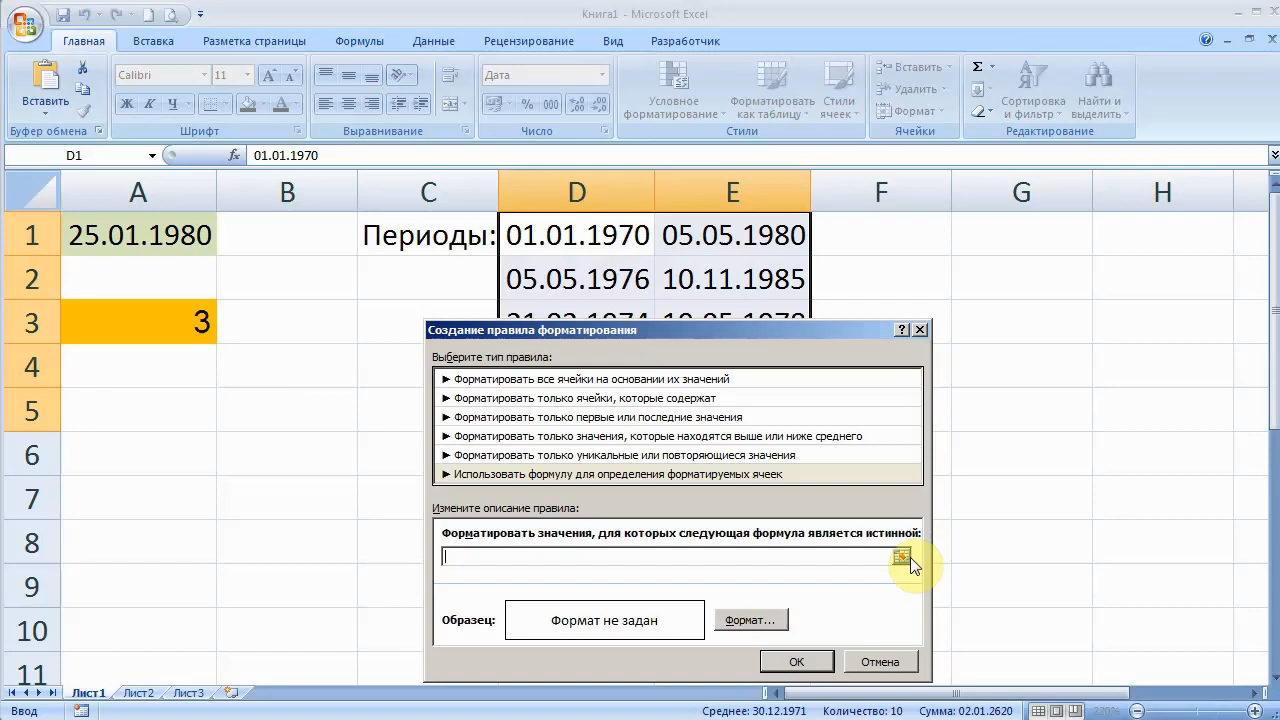 Книга1 - Microsoft Excel
Главная Вставка Разметка страницы Формулы Данные Рецензирование Вид Разработчик
Вставить
Буфер обмена
Calibri 11
Ж К Ч
Шрифт
Выравнивание
Дата
% 000
Число
Условное форматирование
Форматировать как таблицу
Стили ячеек
Стили
Вставить
Удалить
Формат
Ячейки
Σ
Сортировка и фильтр
Найти и выделить
Редактирование
D1 fx 01.01.1970
A B C D E F G H
1 25.01.1980 Периоды: 01.01.1970 05.05.1980
2 05.05.1976 10.11.1985
3 3
4
5
6
7
8
9
10
11
Создание правила форматирования
Выберите тип правила:
► Форматировать все ячейки на основании их значений
► Форматировать только ячейки, которые содержат
► Форматировать только первые или последние значения
► Форматировать только значения, которые находятся выше или ниже среднего
► Форматировать только уникальные или повторяющиеся значения
► Использовать формулу для определения форматируемых ячеек
Измените описание правила:
Форматировать значения, для которых следующая формула является истинной:
Образец: Формат не задан Формат...
ОК Отмена
Лист1 Лист2 Лист3
Ввод Среднее: 30.12.1971 Количество: 10 Сумма: 02.01.2620